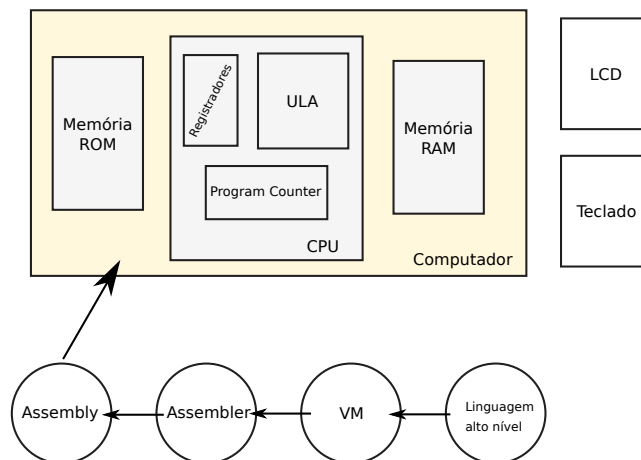 Memória
ROM
Registradores
ULA
Program Counter
CPU
Memória
RAM
Computador
LCD
Teclado
Assembly
Assembler
VM
Linguagem
alto nível